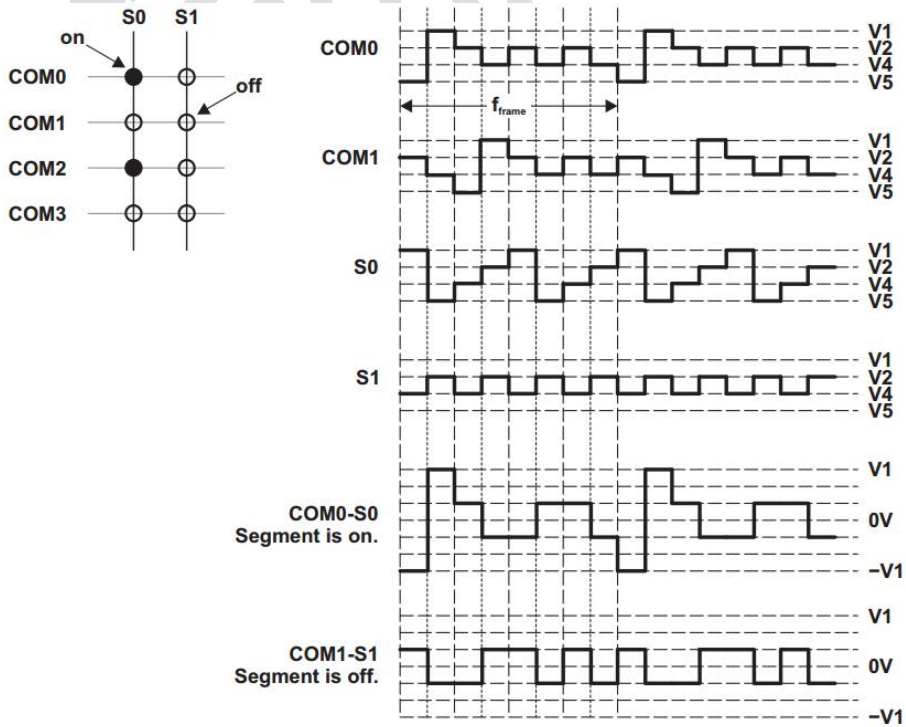 S0 S1
on
COM0
off
COM1
COM2
COM3
COM0
V1
V2
V4
V5
fframe
COM1
V1
V2
V4
V5
S0
V1
V2
V4
V5
S1
V1
V2
V4
V5
COM0-S0
Segment is on.
V1
0V
−V1
COM1-S1
Segment is off.
V1
0V
−V1